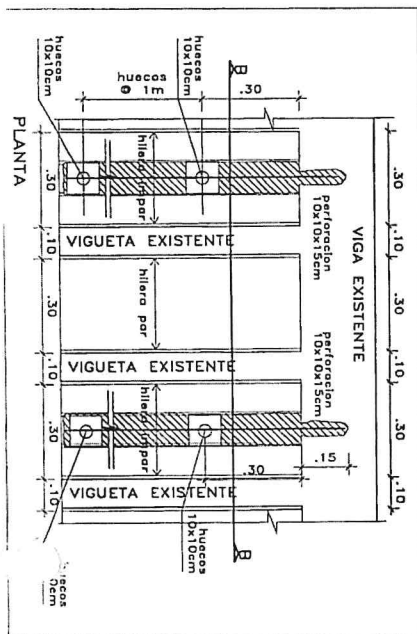 huecos
10x10cm
huecos
@ 1m
huecos
10x10cm
B
.30
PLANTA
.30
.10
.30
.10
.30
.10
hilera impar
perforacion
10x10x15cm
VIGUETA EXISTENTE
hilera par
VIGA EXISTENTE
VIGUETA EXISTENTE
perforacion
10x10x15cm
hilera impar
.30
.15
VIGUETA EXISTENTE
huecos
10x10cm
B
.30
.10
.30
.10
.30
.10